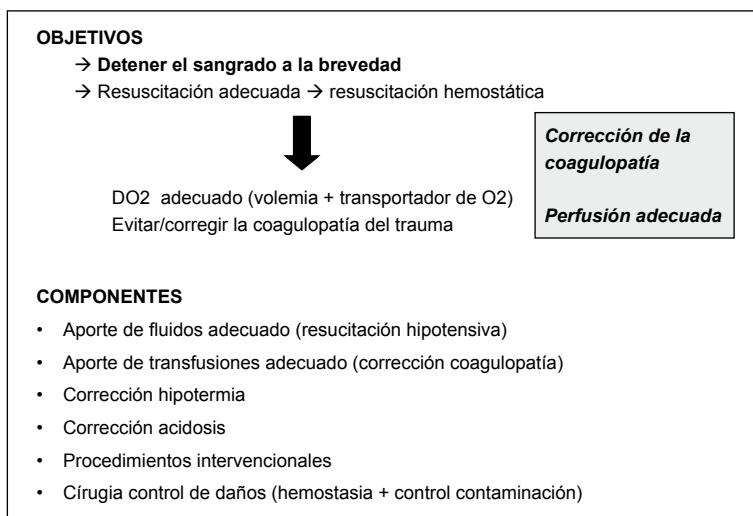 OBJETIVOS
→ Detener el sangrado a la brevedad
→ Resuscitación adecuada → resuscitación hemostática
Corrección de la
coagulopatía
Perfusión adecuada
DO2 adecuado (volemia + transportador de O2)
Evitar/corregir la coagulopatía del trauma
COMPONENTES
• Aporte de fluidos adecuado (resucitación hipotensiva)
• Aporte de transfusiones adecuado (corrección coagulopatía)
• Corrección hipotermia
• Corrección acidosis
• Procedimientos intervencionales
• Círugia control de daños (hemostasia + control contaminación)